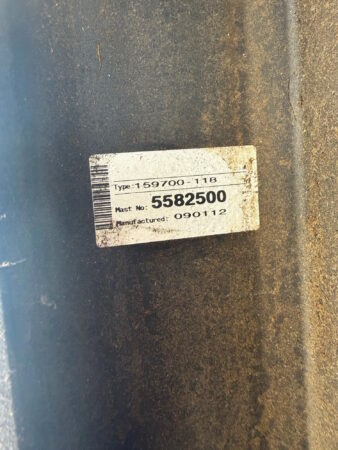 Type: 159700-118
Mast No: 5582500
Manufactured: 090112